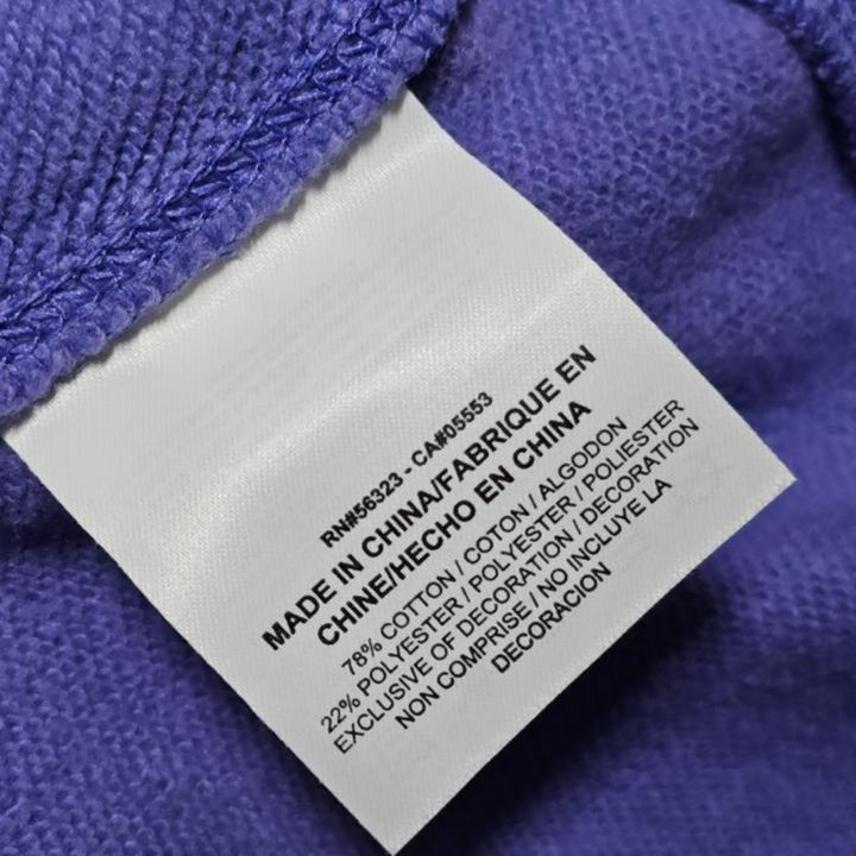 RN#56323 - CA#05553
MADE IN CHINA/FABRIQUE EN
CHINE/HECHO EN CHINA
78% COTTON / COTON / ALGODON
22% POLYESTER / POLYESTER / POLIESTER
EXCLUSIVE OF DECORATION / DECORATION
NON COMPRISE / NO INCLUYE LA
DECORACION